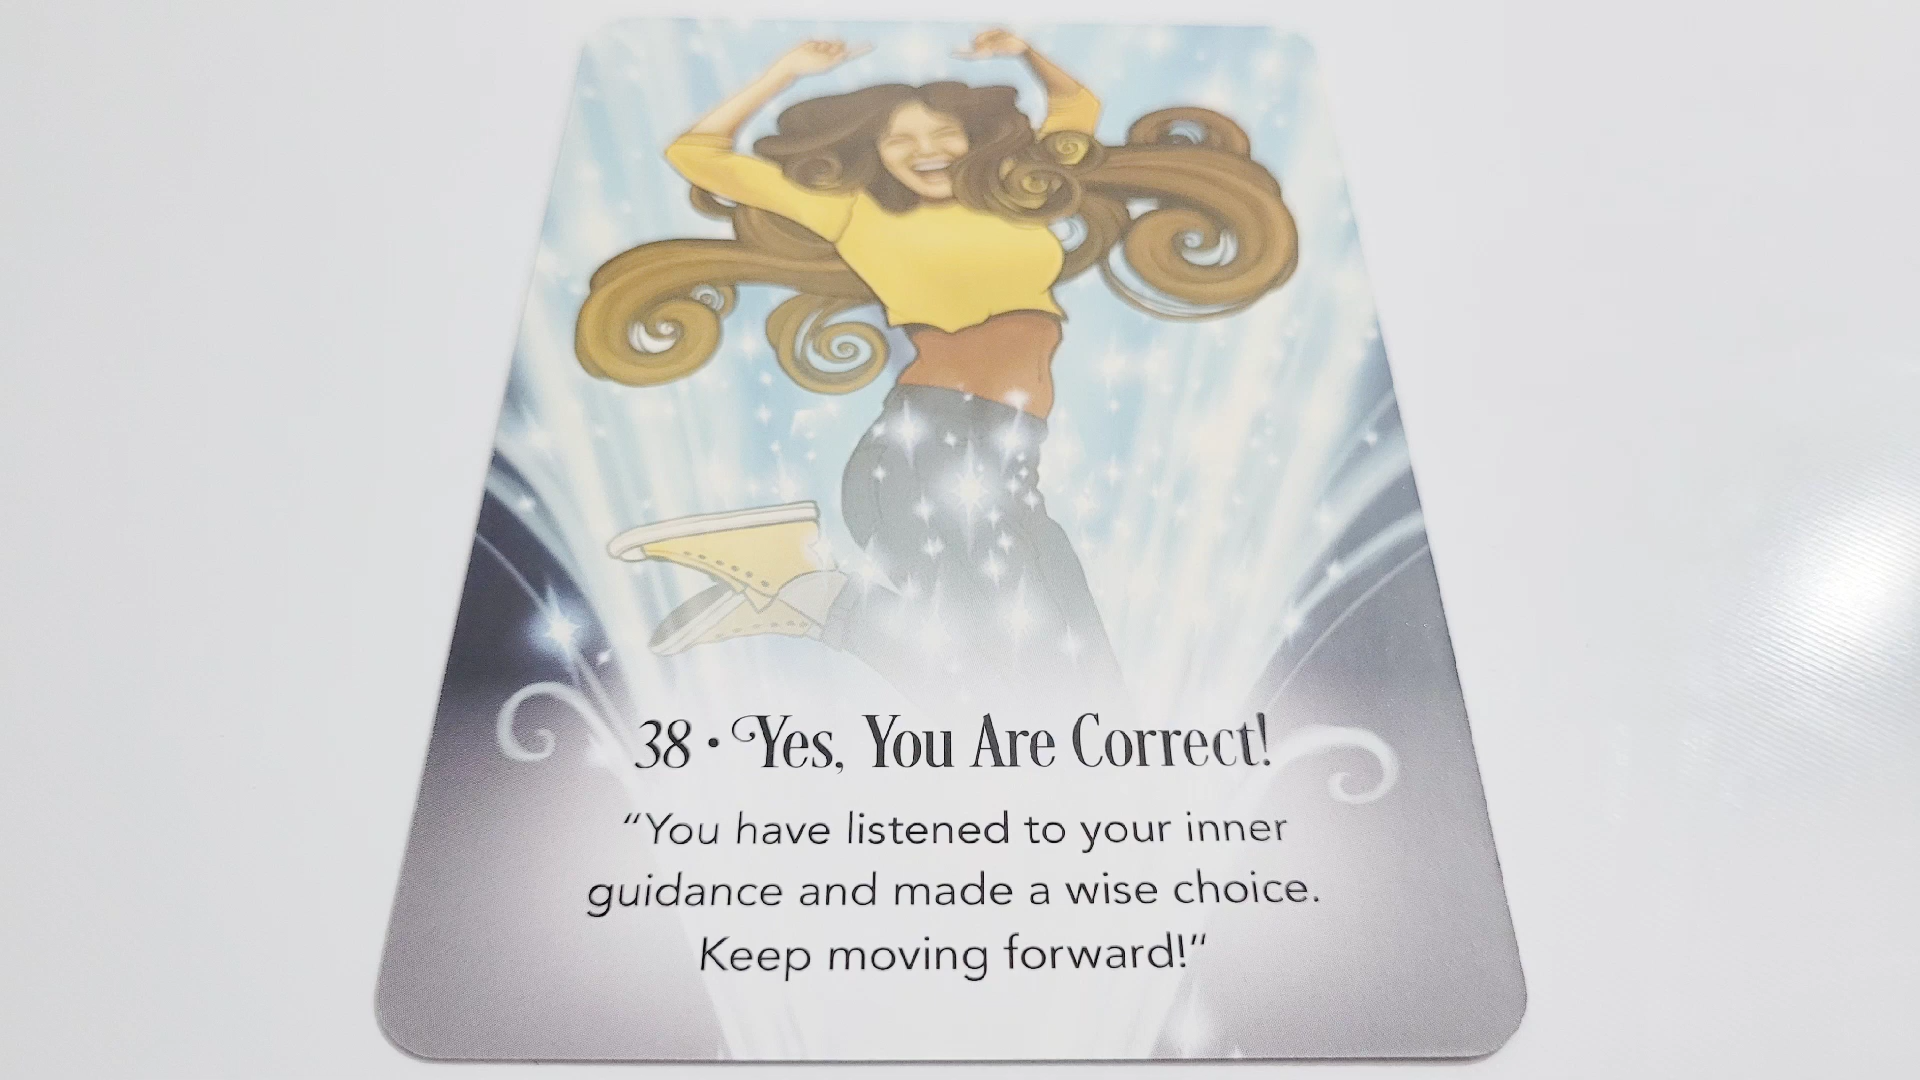 38 • Yes, You Are Correct!
“You have listened to your inner
guidance and made a wise choice.
Keep moving forward!”